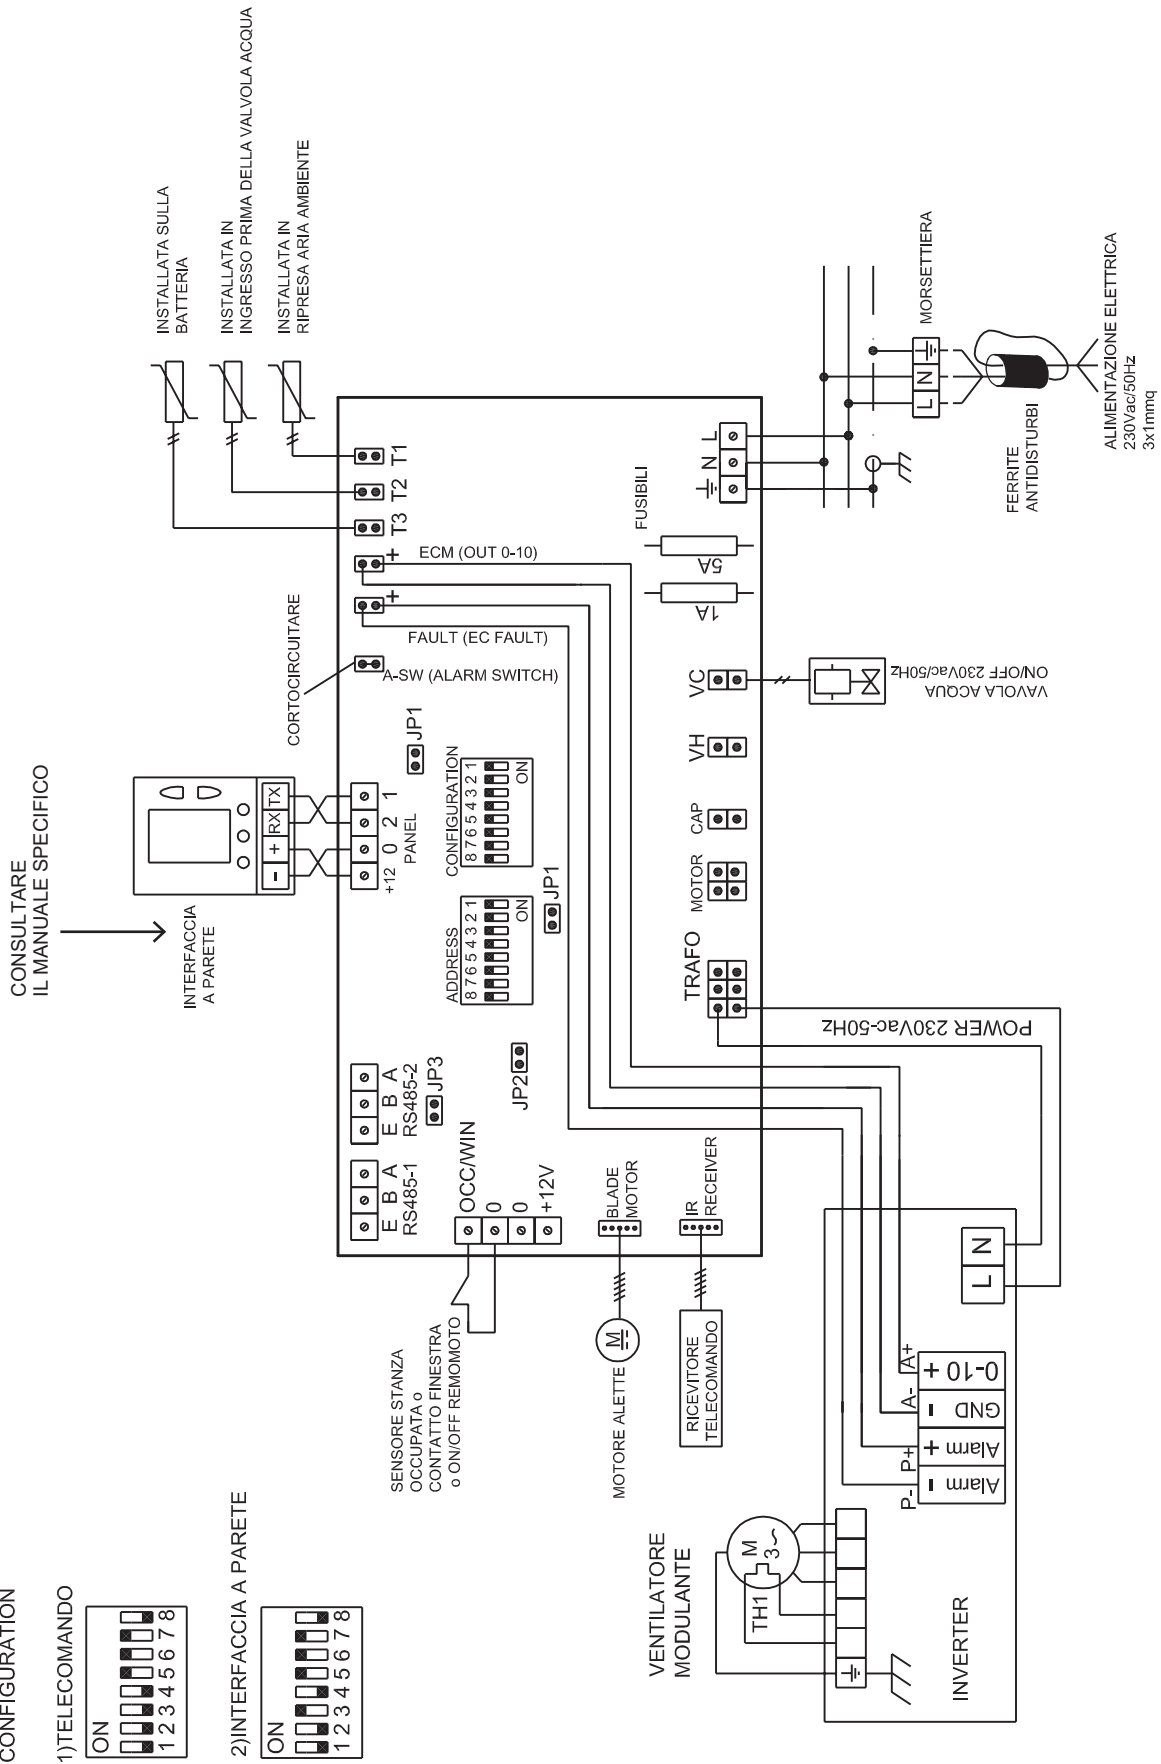 CONFIGURATION
1)TELECOMANDO
ON
1 2 3 4 5 6 7 8
2)INTERFACCIA A PARETE
ON
1 2 3 4 5 6 7 8
CONSULTARE
IL MANUALE SPECIFICO
INTERFACCIA
A PARETE
- + RX TX
+12 0 2 1
PANEL
CORTOCIRCUITARE
INSTALLATA SULLA
BATTERIA
INSTALLATA IN
INGRESSO PRIMA DELLA VALVOLA ACQUA
INSTALLATA IN
RIPRESA ARIA AMBIENTE
T3
T2
T1
+
ECM (OUT 0-10)
+
FAULT (EC FAULT)
A-SW (ALARM SWITCH)
JP1
CONFIGURATION
8 7 6 5 4 3 2 1
ON
ADDRESS
8 7 6 5 4 3 2 1
ON
JP1
E B A
RS485-1
E B A
RS485-2
JP3
JP2
OCC/WIN
0
0
+12V
SENSORE STANZA
OCCUPATA o
CONTATTO FINESTRA
o ON/OFF REMOMOTO
BLADE
MOTOR
M
MOTORE ALETTE
IR
RECEIVER
RICEVITORE
TELECOMANDO
TRAFO
MOTOR
CAP
VH
VC
FUSIBILI
1A
5A
N
L
VAVOLA ACQUA
ON/OFF 230Vac/50Hz
POWER 230Vac-50Hz
MORSETTIERA
L N
FERRITE
ANTIDISTURBI
ALIMENTAZIONE ELETTRICA
230Vac/50Hz
3x1mmq
VENTILATORE
MODULANTE
M
3~
TH1
INVERTER
P- P+ A- A+
Alarm -
Alarm +
GND -
0-10 +
L N